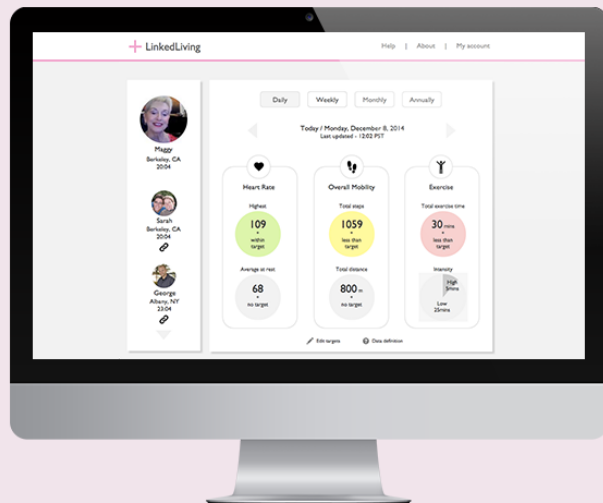 LinkedLiving
Help | About | My account
Daily Weekly Monthly Annually
Today / Monday, December 8, 2014
Last updated - 12:02 PST
Maggy
Berkeley, CA
20:04
Sarah
Berkeley, CA
20:04
George
Albany, NY
23:04
Heart Rate
Highest
109
within
target
Average at rest
68
no target
Overall Mobility
Total steps
1059
less than
target
Total distance
800 m
no target
Exercise
Total exercise time
30 mins
less than
target
Intensity
High
5mins
Low
25mins
Edit targets
Data definition